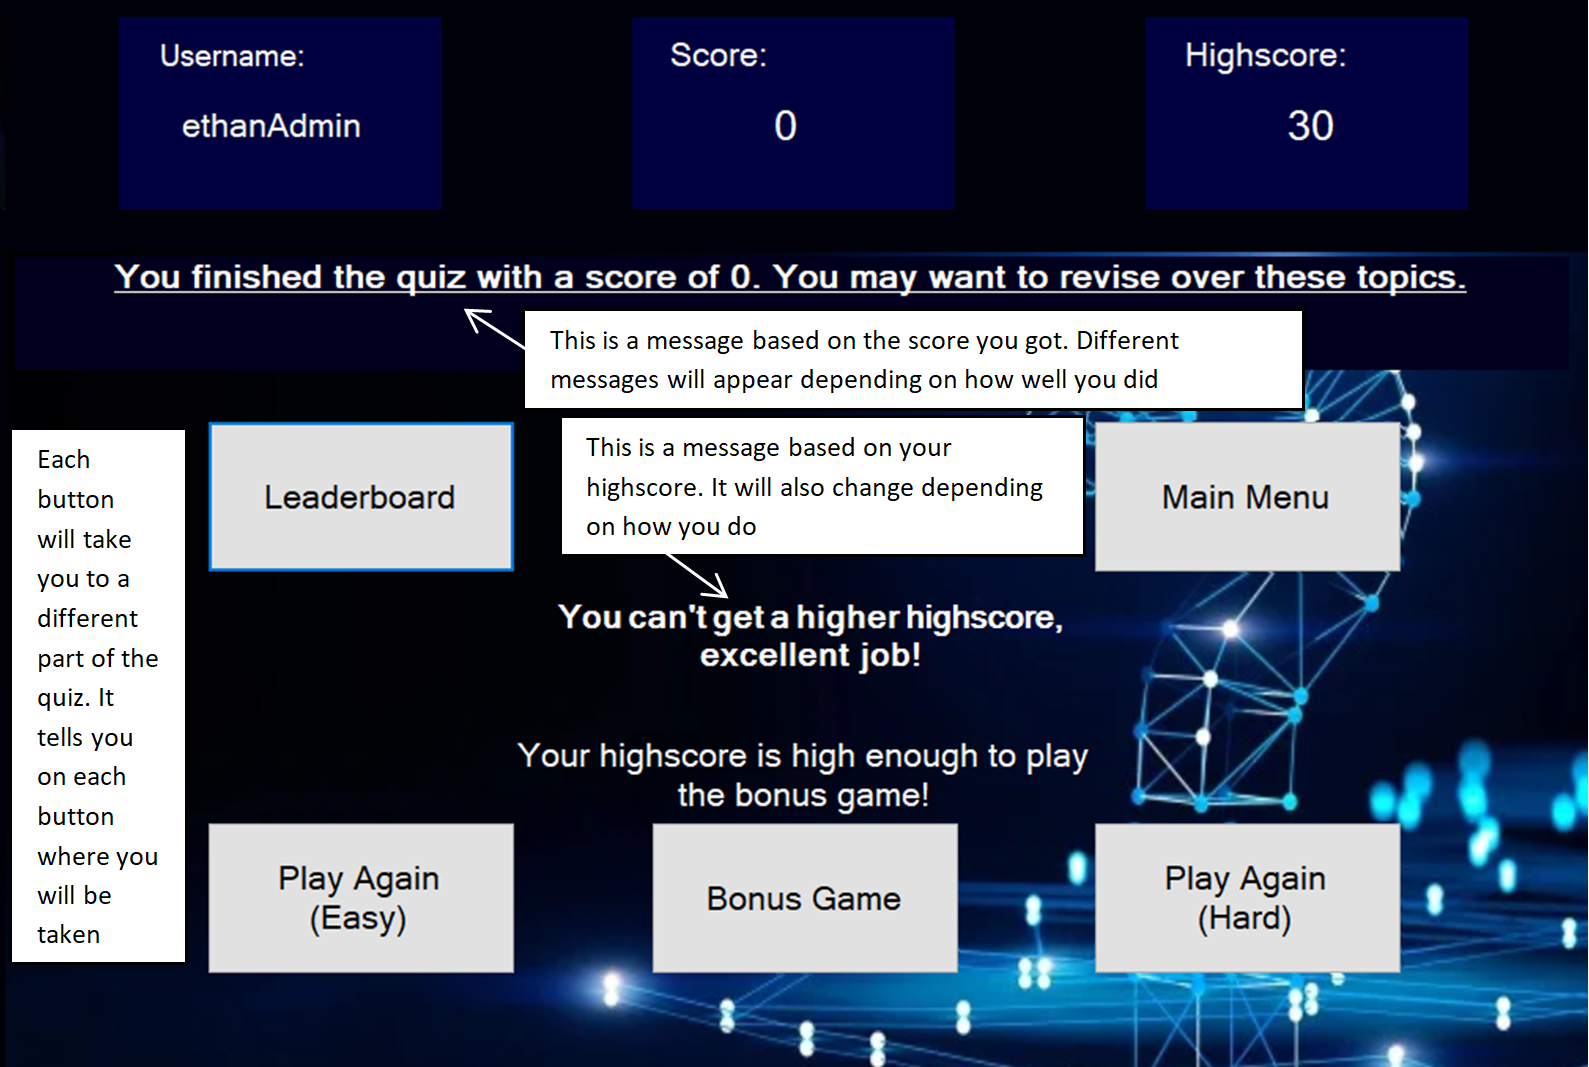 Username:
ethanAdmin
Score:
0
Highscore:
30
You finished the quiz with a score of 0. You may want to revise over these topics.
This is a message based on the score you got. Different
messages will appear depending on how well you did
Each
button
will take
you to a
different
part of the
quiz. It
tells you
on each
button
where you
will be
taken
Leaderboard
This is a message based on your
highscore. It will also change depending
on how you do
Main Menu
You can't get a higher highscore,
excellent job!
Your highscore is high enough to play
the bonus game!
Play Again
(Easy)
Bonus Game
Play Again
(Hard)